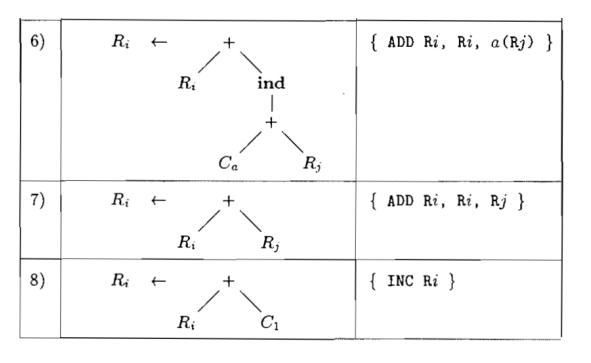 6) Ri ← + { ADD Ri, Ri, a(Rj) }
Ri ind
+
Ca Rj
7) Ri ← + { ADD Ri, Ri, Rj }
Ri Rj
8) Ri ← + { INC Ri }
Ri C1